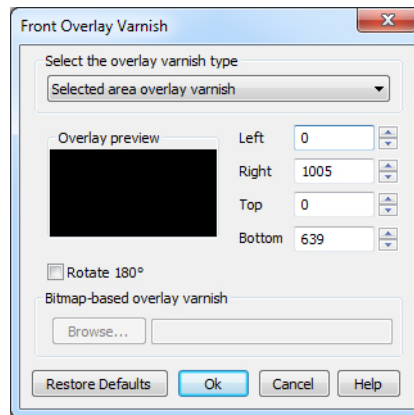 Front Overlay Varnish
Select the overlay varnish type
Selected area overlay varnish
Overlay preview
Left 0
Right 1005
Top 0
Bottom 639
Rotate 180°
Bitmap-based overlay varnish
Browse...
Restore Defaults Ok Cancel Help